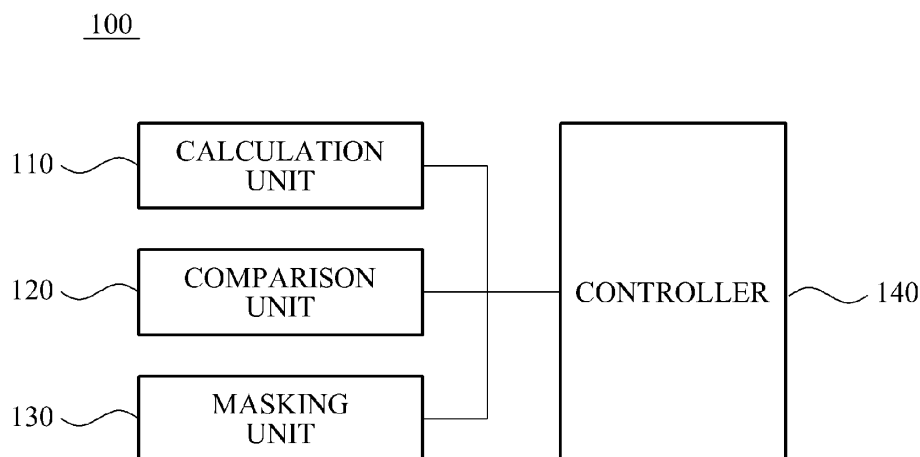 100
110
CALCULATION
UNIT
120
COMPARISON
UNIT
CONTROLLER
140
130
MASKING
UNIT